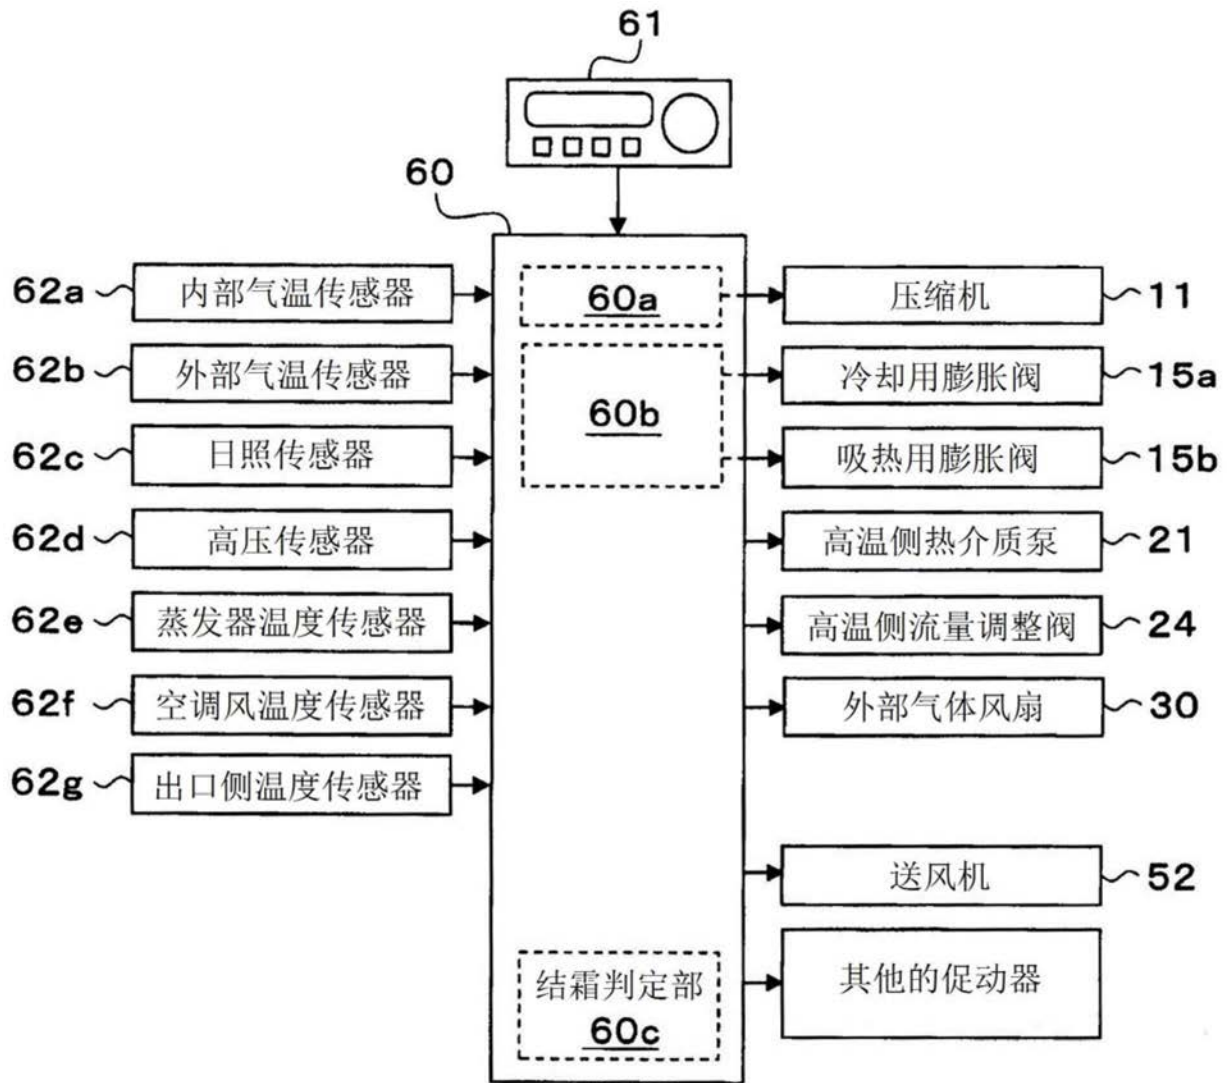 61
60
62a 内部气温传感器
60a
压缩机 11
62b 外部气温传感器
60b
冷却用膨胀阀 15a
62c 日照传感器
吸热用膨胀阀 15b
62d 高压传感器
高温侧热介质泵 21
62e 蒸发器温度传感器
高温侧流量调整阀 24
62f 空调风温度传感器
外部气体风扇 30
62g 出口侧温度传感器
送风机 52
结霜判定部
60c
其他的促动器